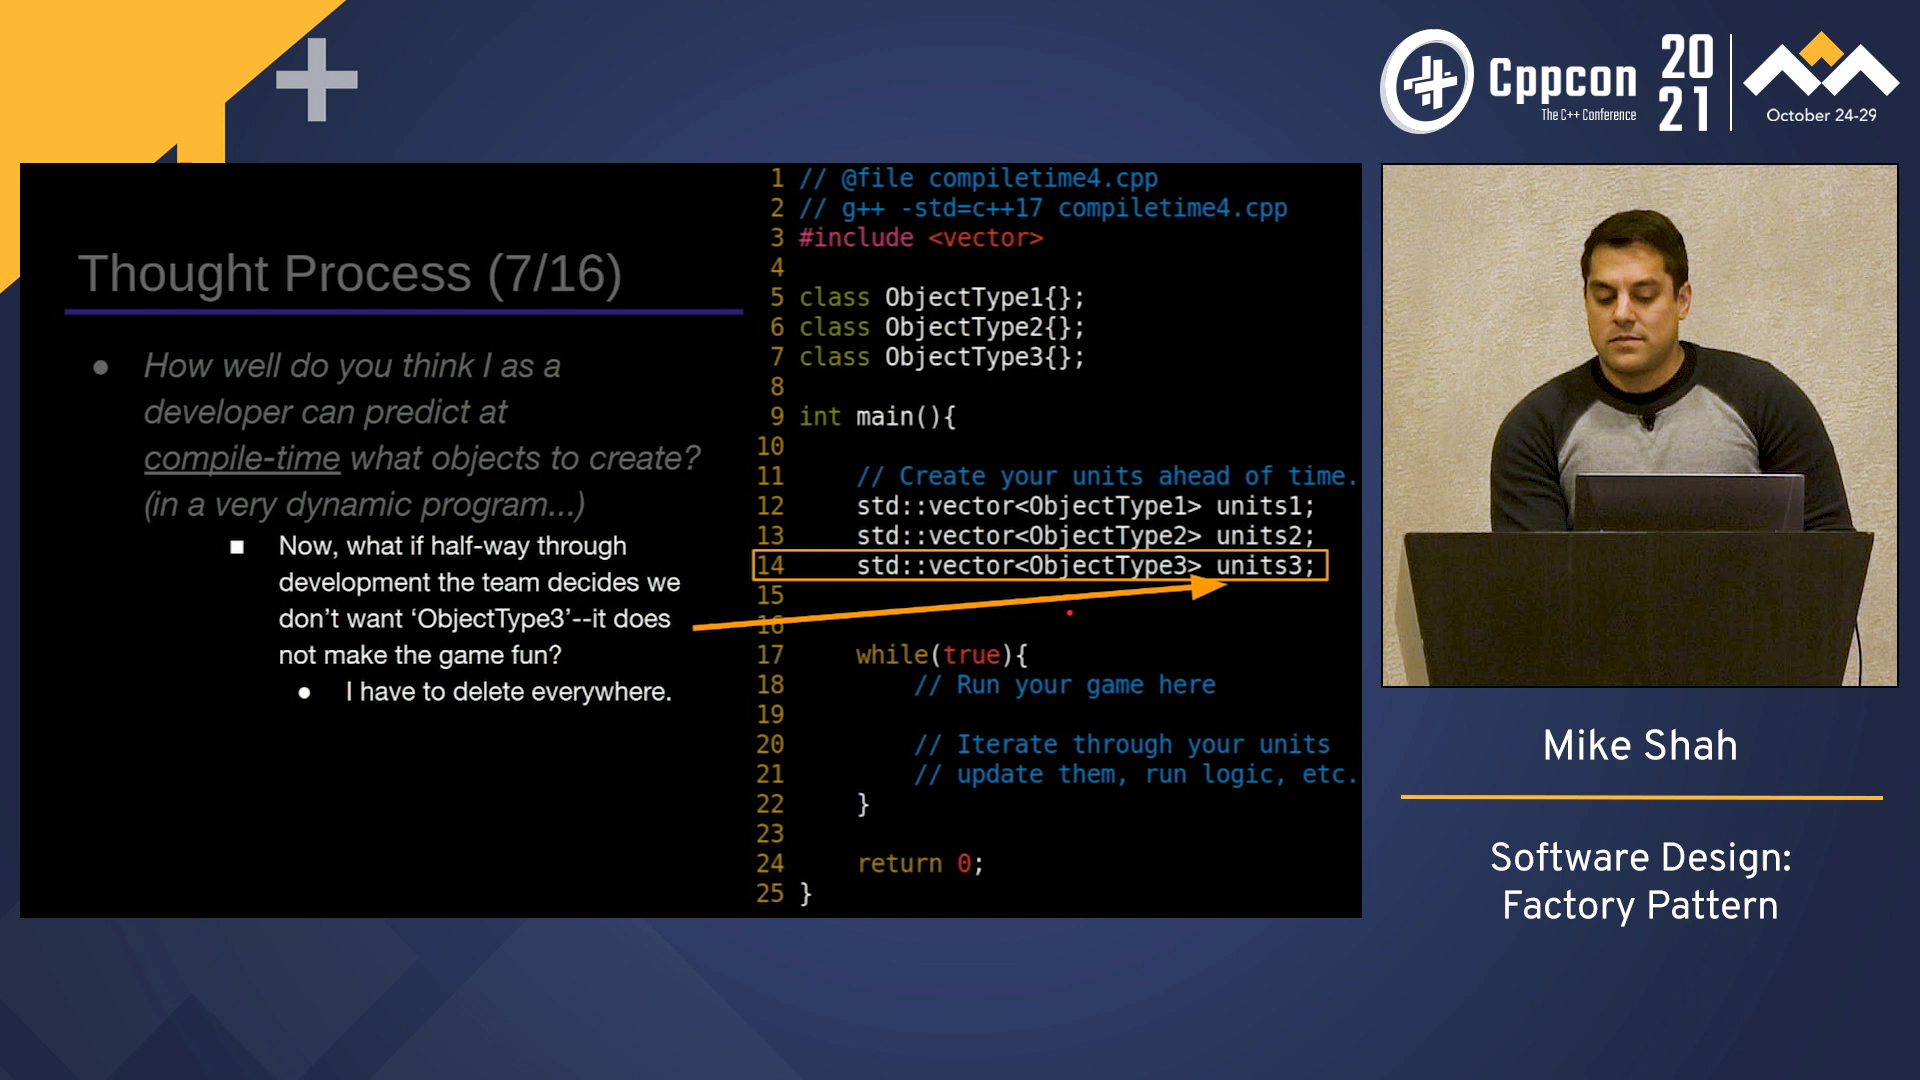 Cppcon
The C++ Conference
20
21
October 24-29
Thought Process (7/16)
● How well do you think I as a
developer can predict at
compile-time what objects to create?
(in a very dynamic program...)
■ Now, what if half-way through
development the team decides we
don’t want ‘ObjectType3’--it does
not make the game fun?
● I have to delete everywhere.
1 // @file compiletime4.cpp
2 // g++ -std=c++17 compiletime4.cpp
3 #include <vector>
4
5 class ObjectType1{};
6 class ObjectType2{};
7 class ObjectType3{};
8
9 int main(){
10
11     // Create your units ahead of time.
12     std::vector<ObjectType1> units1;
13     std::vector<ObjectType2> units2;
14     std::vector<ObjectType3> units3;
15
16
17     while(true){
18         // Run your game here
19
20         // Iterate through your units
21         // update them, run logic, etc.
22     }
23
24     return 0;
25 }
Mike Shah
Software Design:
Factory Pattern